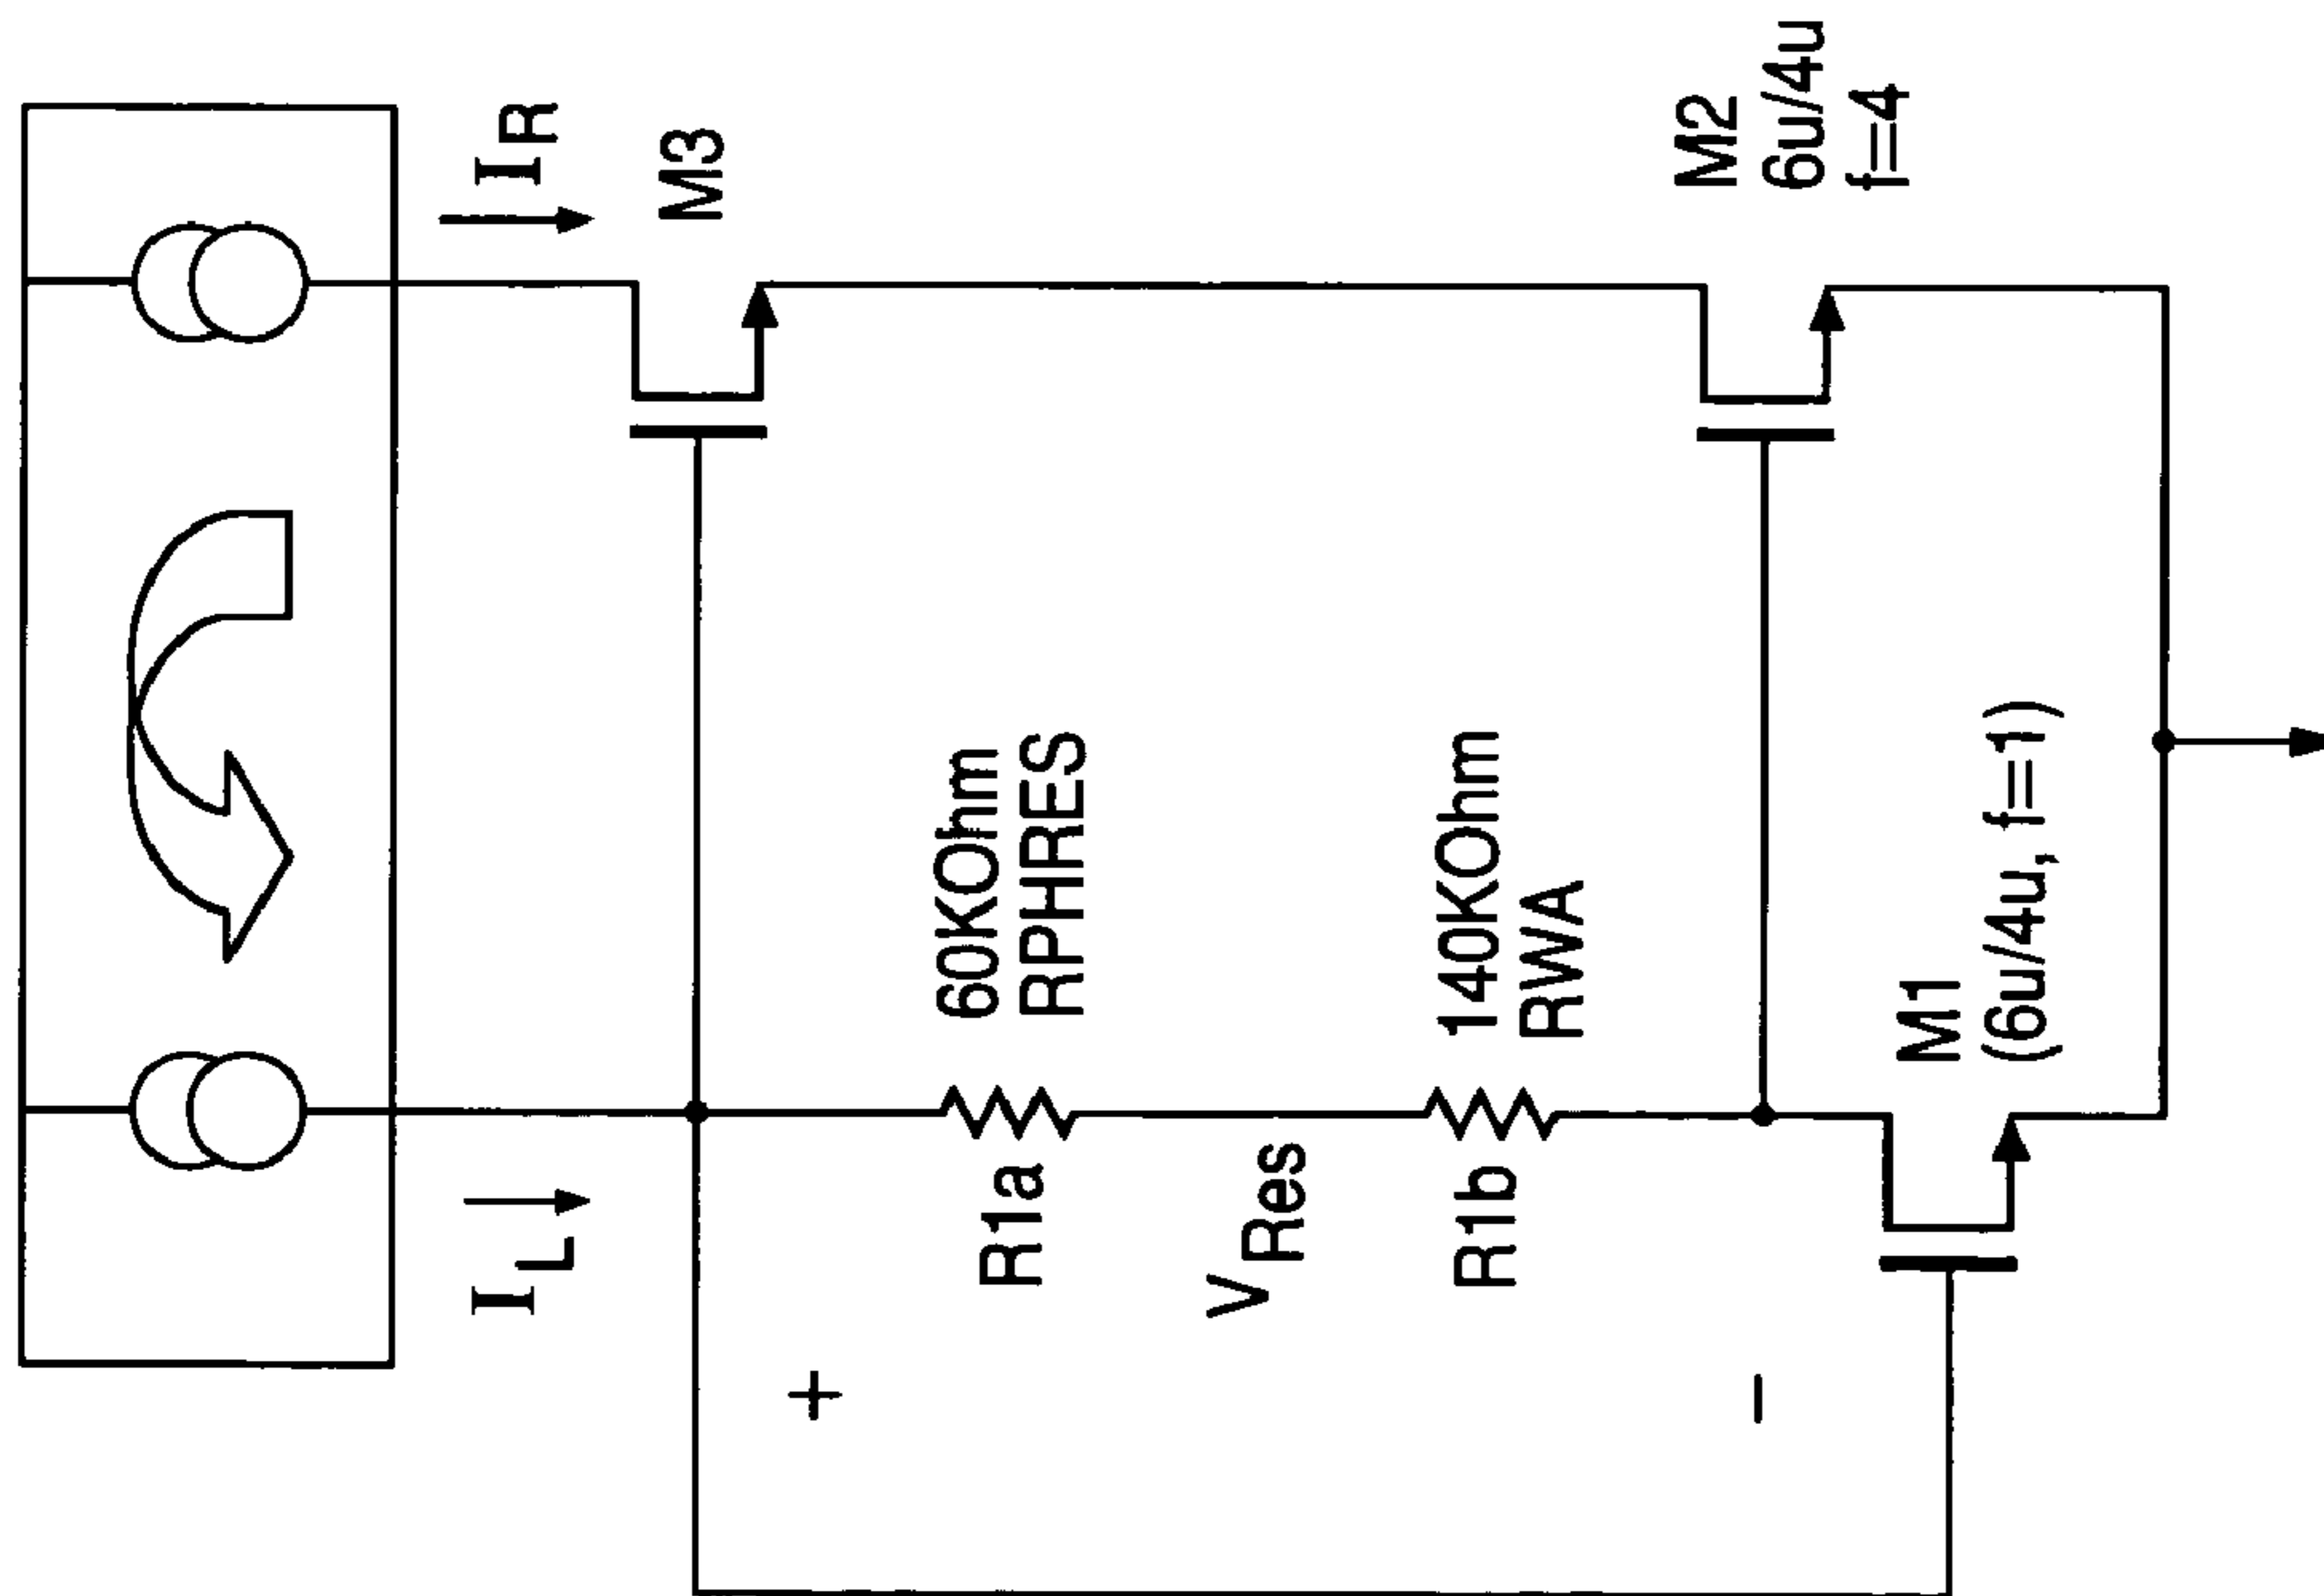 I_L
I_R
M3
R1a
60KOhm
RPHRES
+
V_Res
R1b
140KOhm
RWA
−
M2
6u/4u
f=4
M1
(6u/4u, f=1)